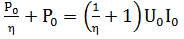 P₀/η + P₀ = (1/η + 1) U₀I₀